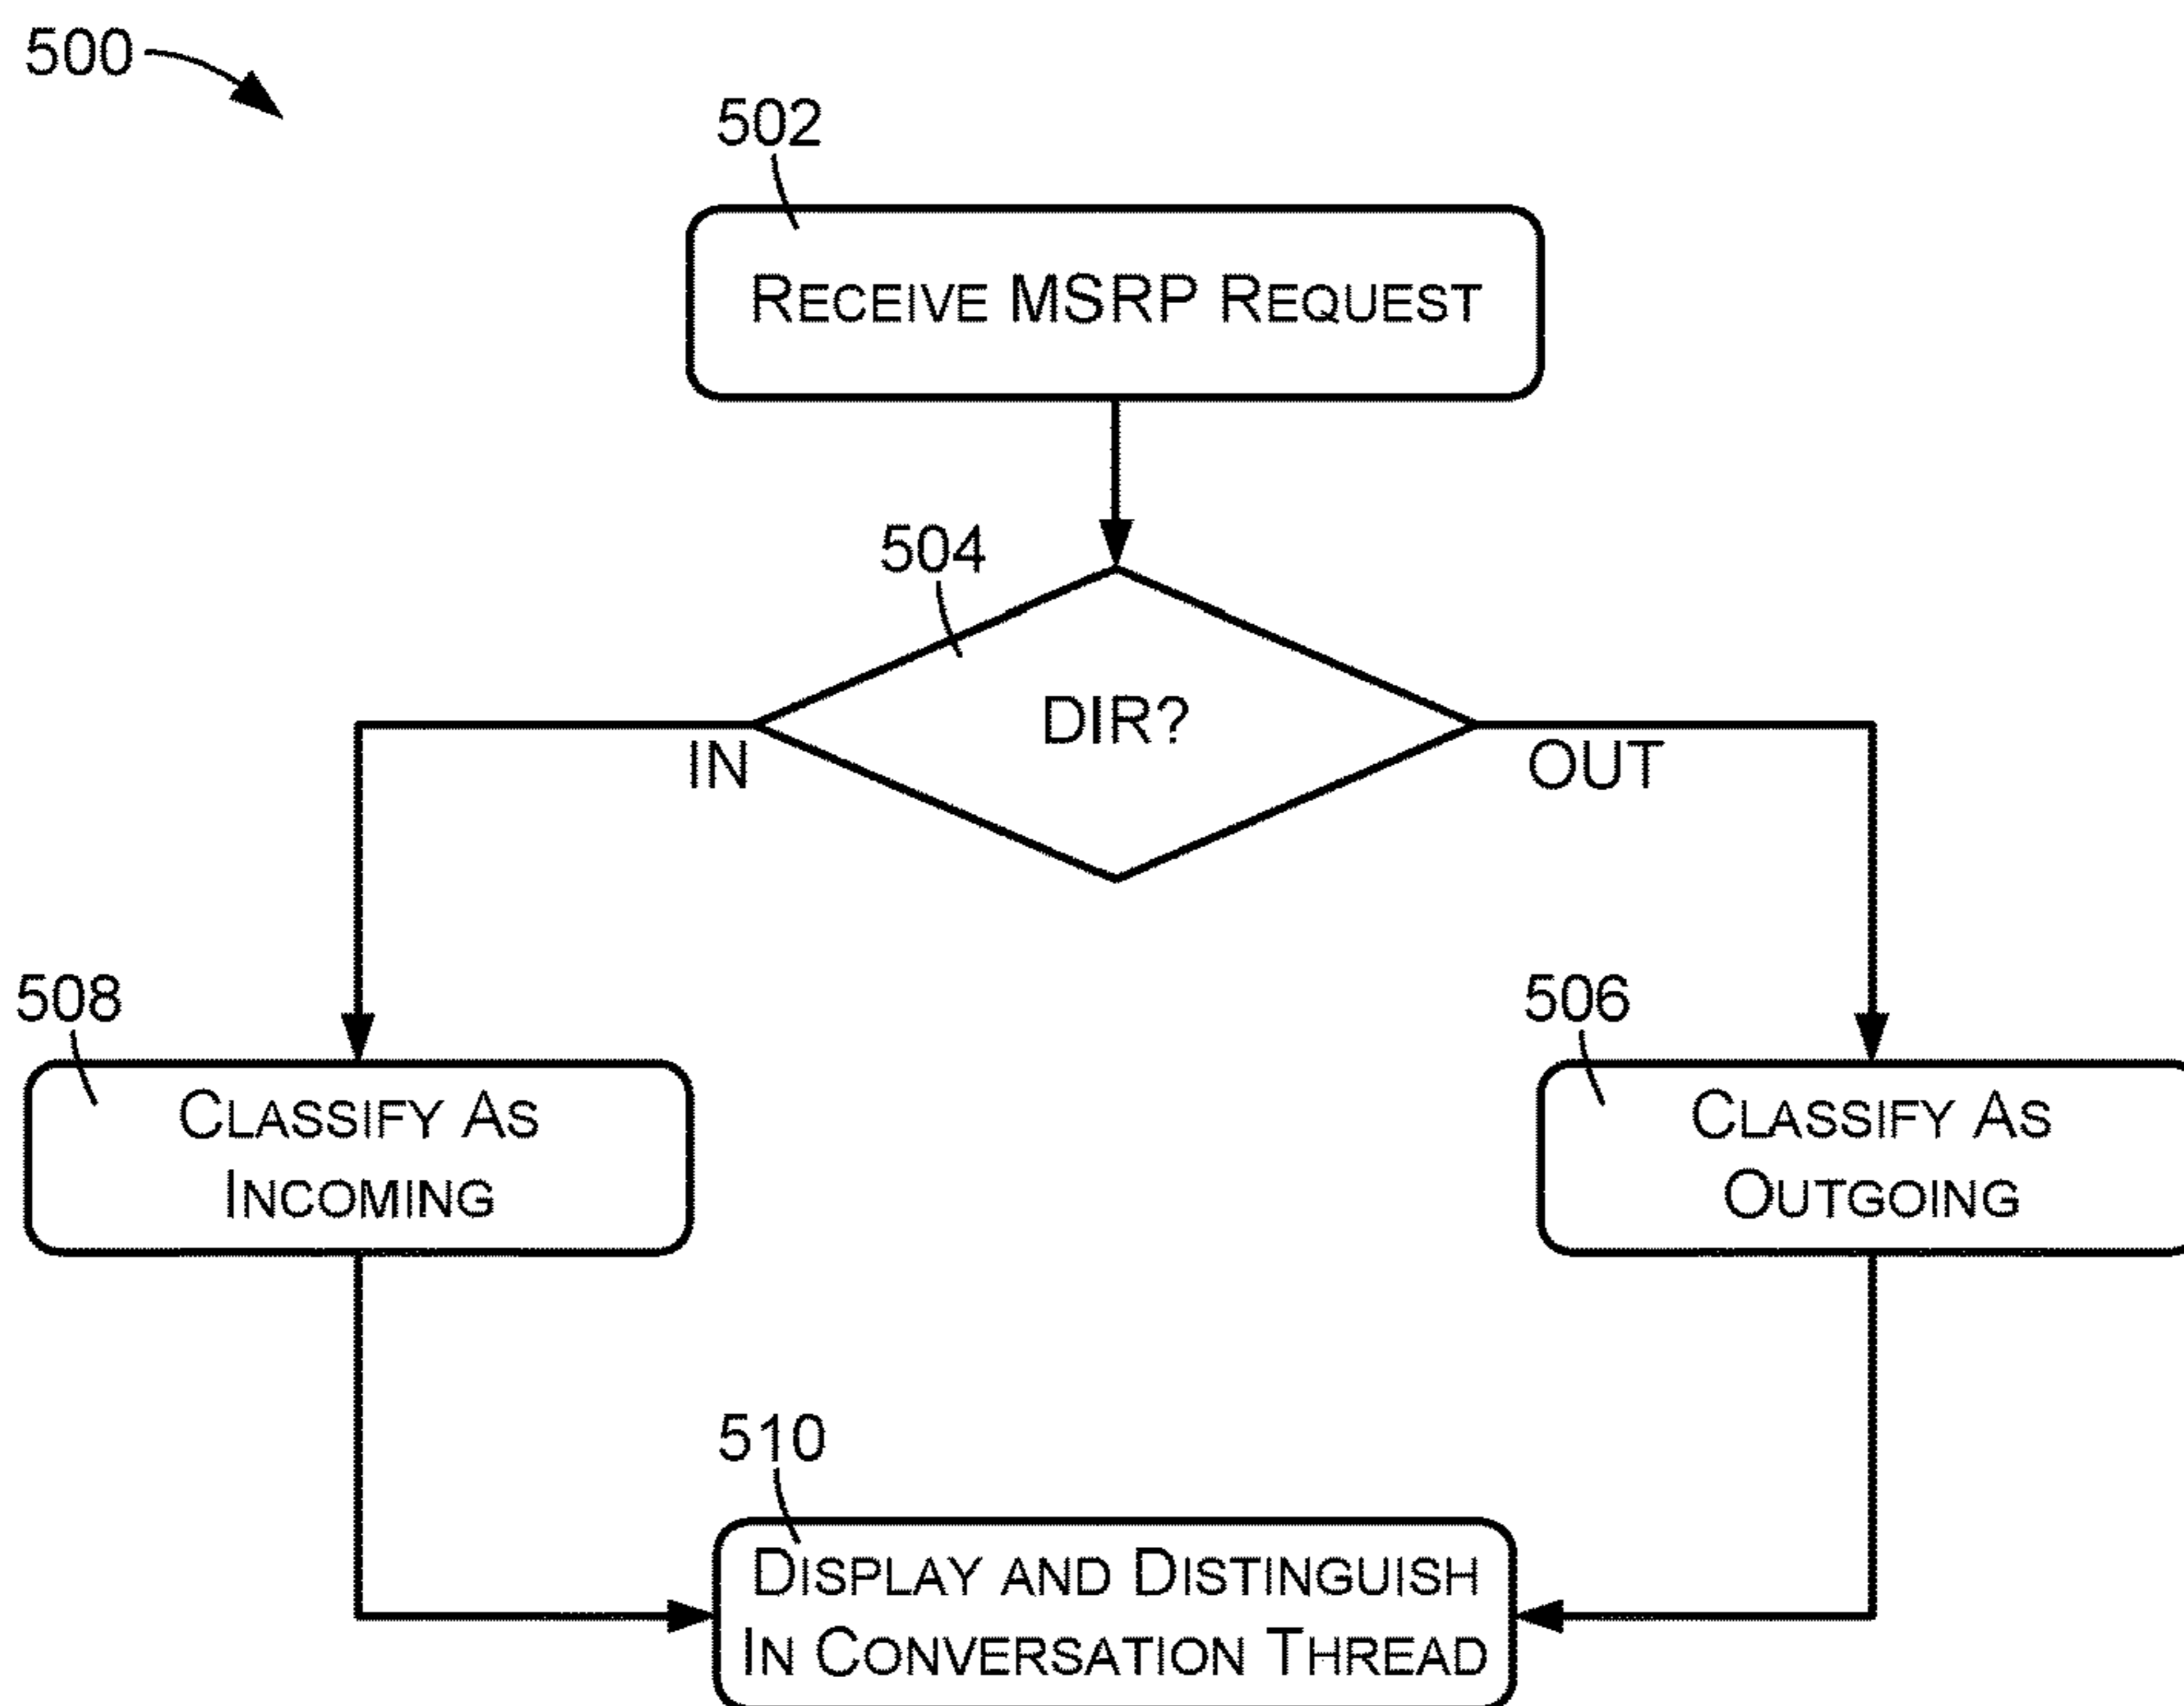 500
502
RECEIVE MSRP REQUEST
504
DIR?
IN
OUT
508
CLASSIFY AS
INCOMING
506
CLASSIFY AS
OUTGOING
510
DISPLAY AND DISTINGUISH
IN CONVERSATION THREAD